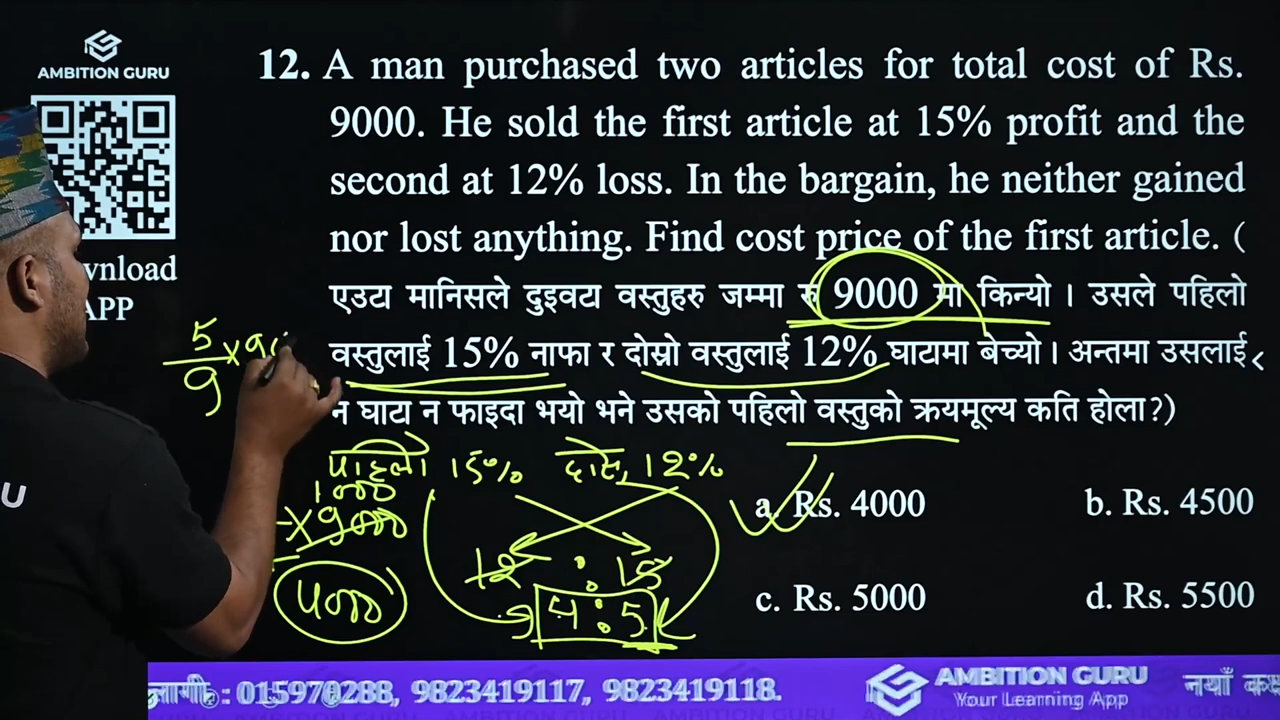 AMBITION GURU
wnload
APP
U
12. A man purchased two articles for total cost of Rs.
9000. He sold the first article at 15% profit and the
second at 12% loss. In the bargain, he neither gained
nor lost anything. Find cost price of the first article. (
एउटा मानिसले दुइवटा वस्तुहरु जम्मा रु 9000 मा किन्यो । उसले पहिलो
वस्तुलाई 15% नाफा र दोस्रो वस्तुलाई 12% घाटामा बेच्यो । अन्तमा उसलाई
न घाटा न फाइदा भयो भने उसको पहिलो वस्तुको क्रयमूल्य कति होला?)
5
9
×
पहिलो 15% 12%
1000
×9000
4000
12 : 15
4 : 5
a. Rs. 4000 b. Rs. 4500
c. Rs. 5000 d. Rs. 5500
लागी : 015970288, 9823419117, 9823419118.
AMBITION GURU
Your Learning App
नयाँ